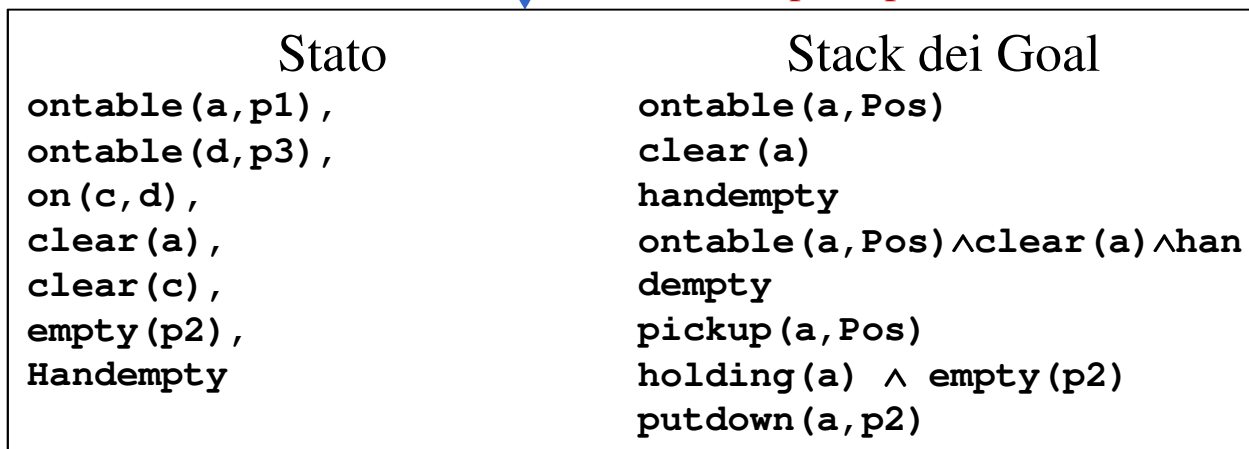 Stato
ontable(a,p1),
ontable(d,p3),
on(c,d),
clear(a),
clear(c),
empty(p2),
Handempty
Stack dei Goal
ontable(a,Pos)
clear(a)
handempty
ontable(a,Pos)∧clear(a)∧han
dempty
pickup(a,Pos)
holding(a) ∧ empty(p2)
putdown(a,p2)